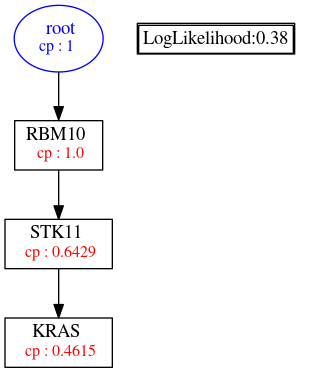 root
cp : 1
LogLikelihood:0.38
RBM10
cp : 1.0
STK11
cp : 0.6429
KRAS
cp : 0.4615